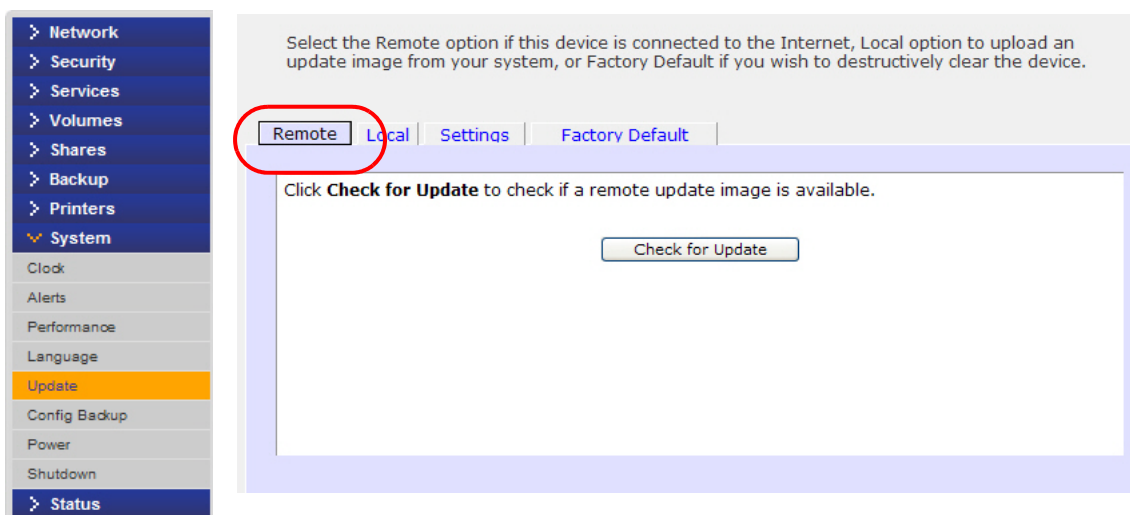 Network
Security
Services
Volumes
Shares
Backup
Printers
System
Clock
Alerts
Performance
Language
Update
Config Backup
Power
Shutdown
Status
Select the Remote option if this device is connected to the Internet, Local option to upload an
update image from your system, or Factory Default if you wish to destructively clear the device.
Remote Local Settings Factory Default
Click Check for Update to check if a remote update image is available.
Check for Update